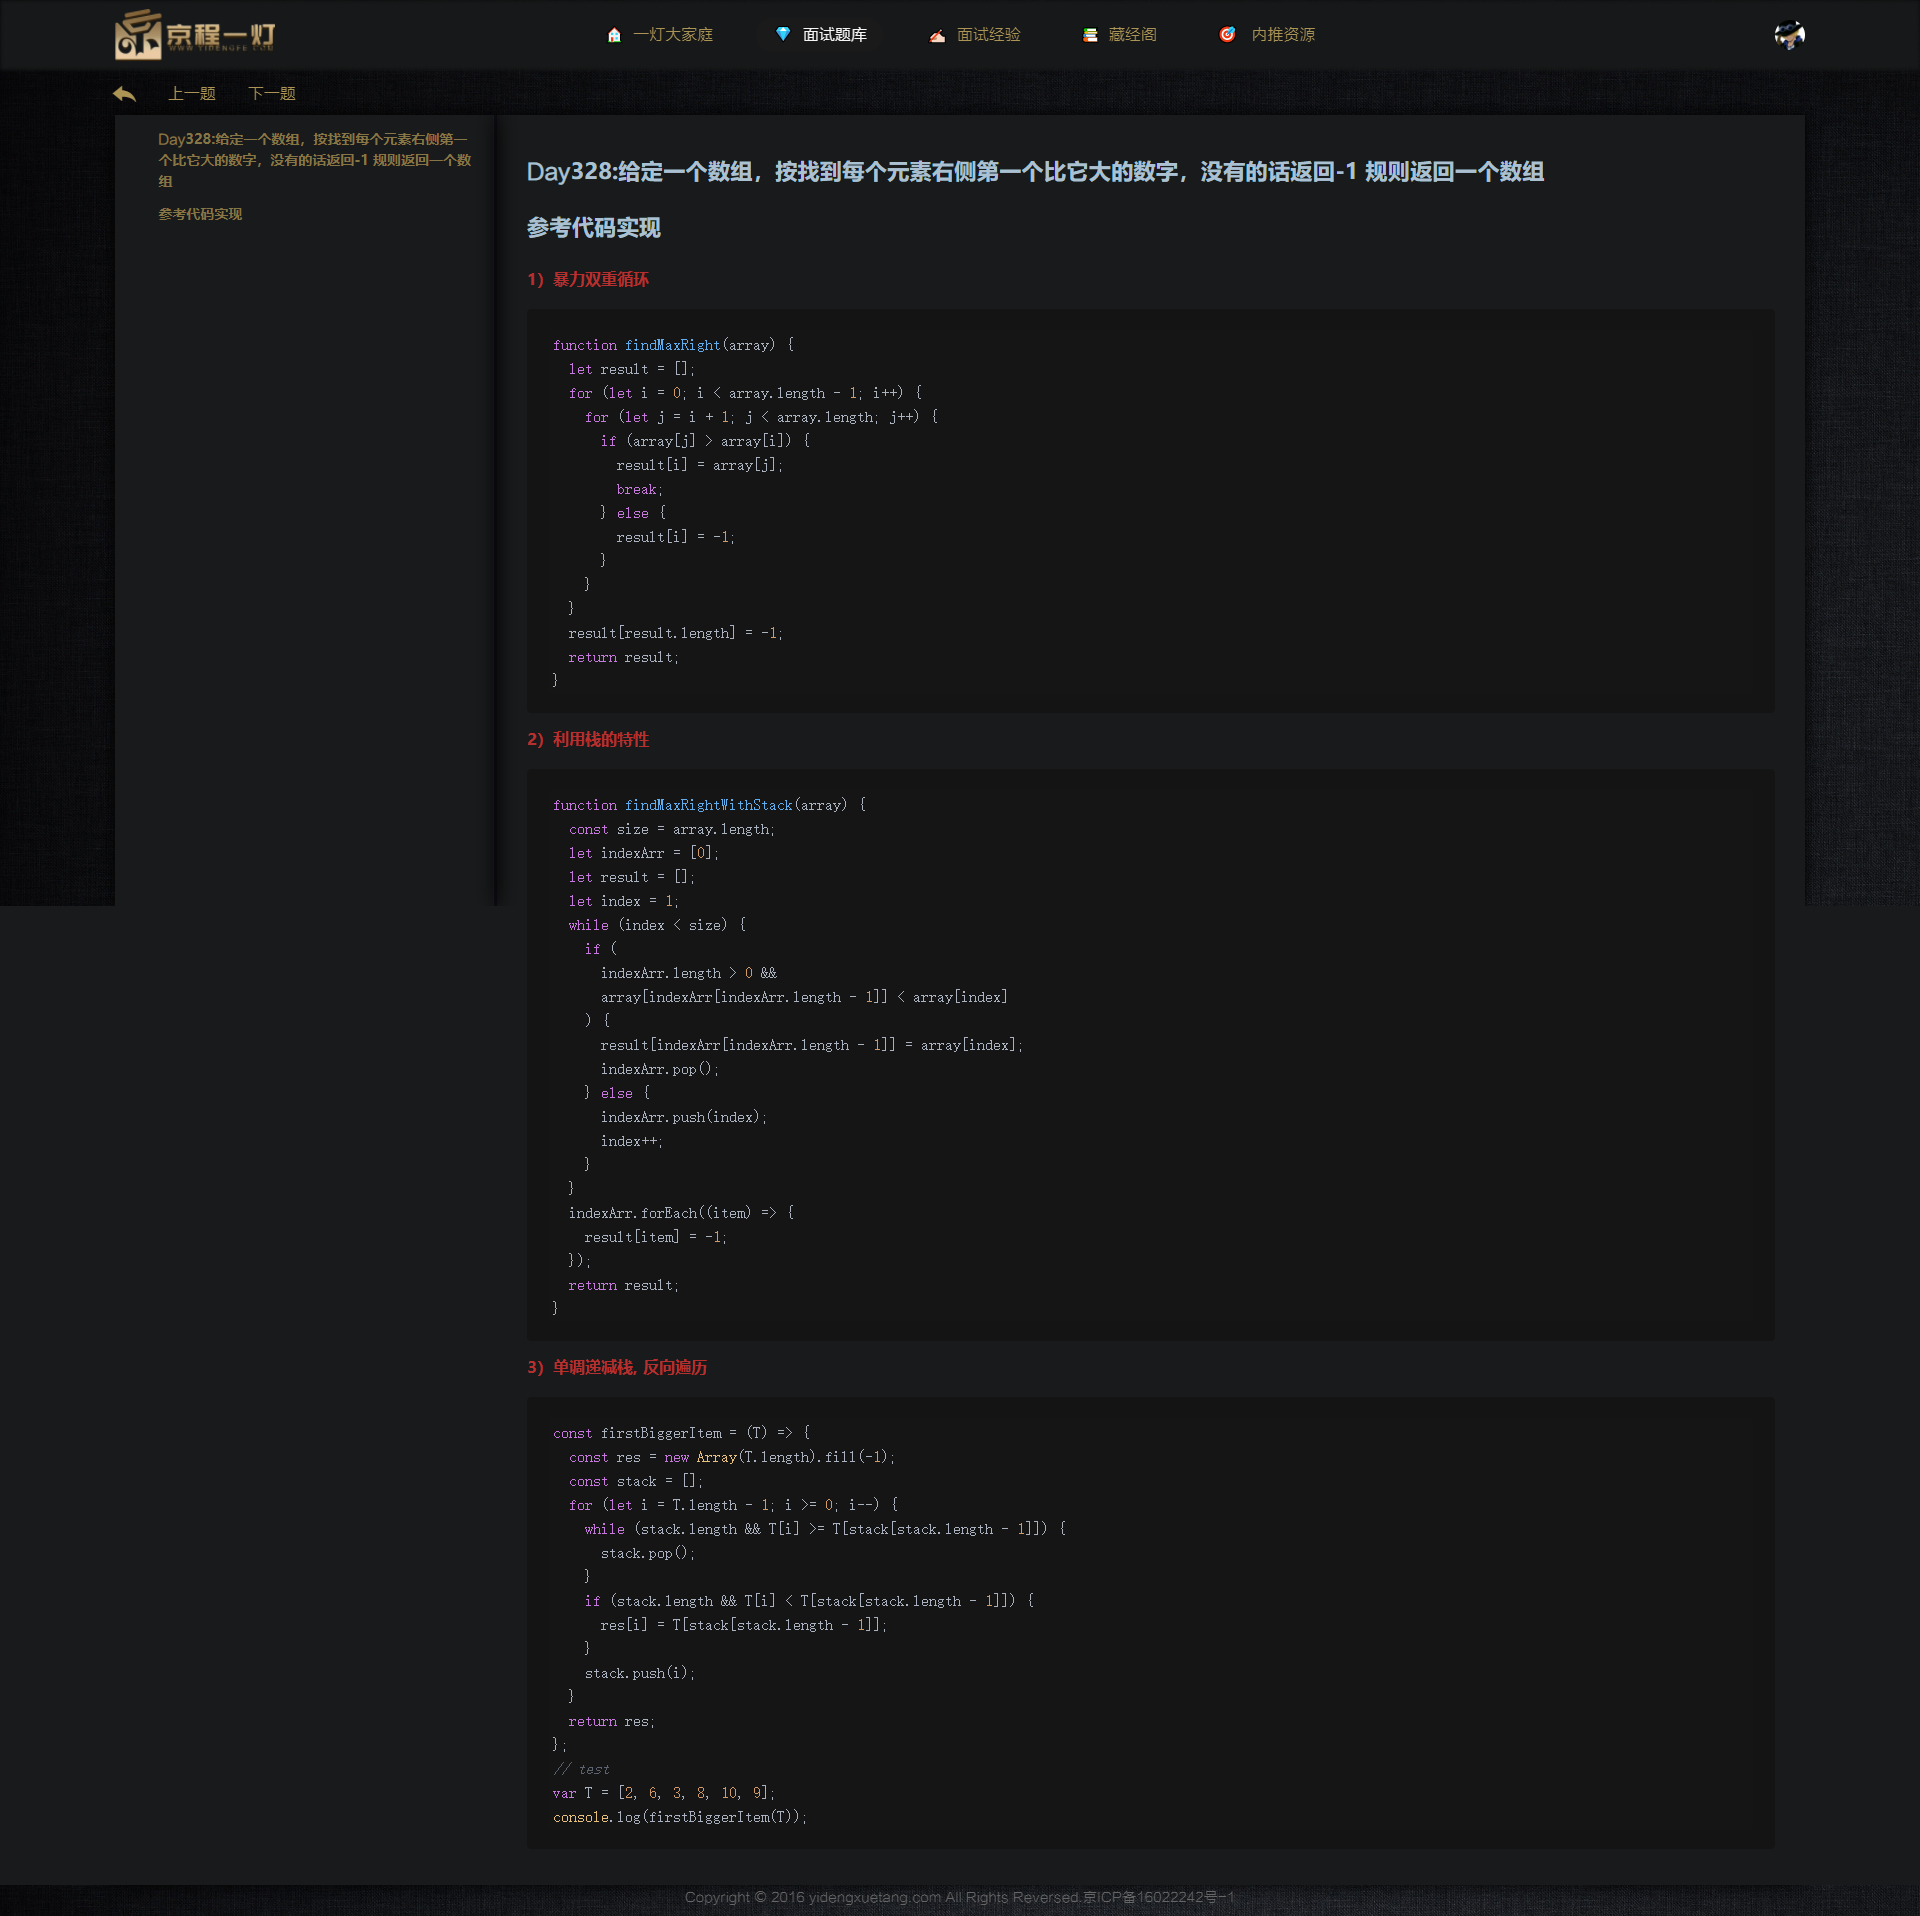 京程一灯
WWW.YIDENGFE.COM
一灯大家庭
面试题库
面试经验
藏经阁
内推资源
上一题
下一题
Day328:给定一个数组，按找到每个元素右侧第一
个比它大的数字，没有的话返回-1 规则返回一个数
组
参考代码实现
Day328:给定一个数组，按找到每个元素右侧第一个比它大的数字，没有的话返回-1 规则返回一个数组
参考代码实现
1）暴力双重循环
function findMaxRight(array) {
  let result = [];
  for (let i = 0; i < array.length - 1; i++) {
    for (let j = i + 1; j < array.length; j++) {
      if (array[j] > array[i]) {
        result[i] = array[j];
        break;
      } else {
        result[i] = -1;
      }
    }
  }
  result[result.length] = -1;
  return result;
}
2）利用栈的特性
function findMaxRightWithStack(array) {
  const size = array.length;
  let indexArr = [0];
  let result = [];
  let index = 1;
  while (index < size) {
    if (
      indexArr.length > 0 &&
      array[indexArr[indexArr.length - 1]] < array[index]
    ) {
      result[indexArr[indexArr.length - 1]] = array[index];
      indexArr.pop();
    } else {
      indexArr.push(index);
      index++;
    }
  }
  indexArr.forEach((item) => {
    result[item] = -1;
  });
  return result;
}
3）单调递减栈, 反向遍历
const firstBiggerItem = (T) => {
  const res = new Array(T.length).fill(-1);
  const stack = [];
  for (let i = T.length - 1; i >= 0; i--) {
    while (stack.length && T[i] >= T[stack[stack.length - 1]]) {
      stack.pop();
    }
    if (stack.length && T[i] < T[stack[stack.length - 1]]) {
      res[i] = T[stack[stack.length - 1]];
    }
    stack.push(i);
  }
  return res;
};
// test
var T = [2, 6, 3, 8, 10, 9];
console.log(firstBiggerItem(T));
Copyright © 2016 yidengxuetang.com All Rights Reversed.京ICP备16022242号-1